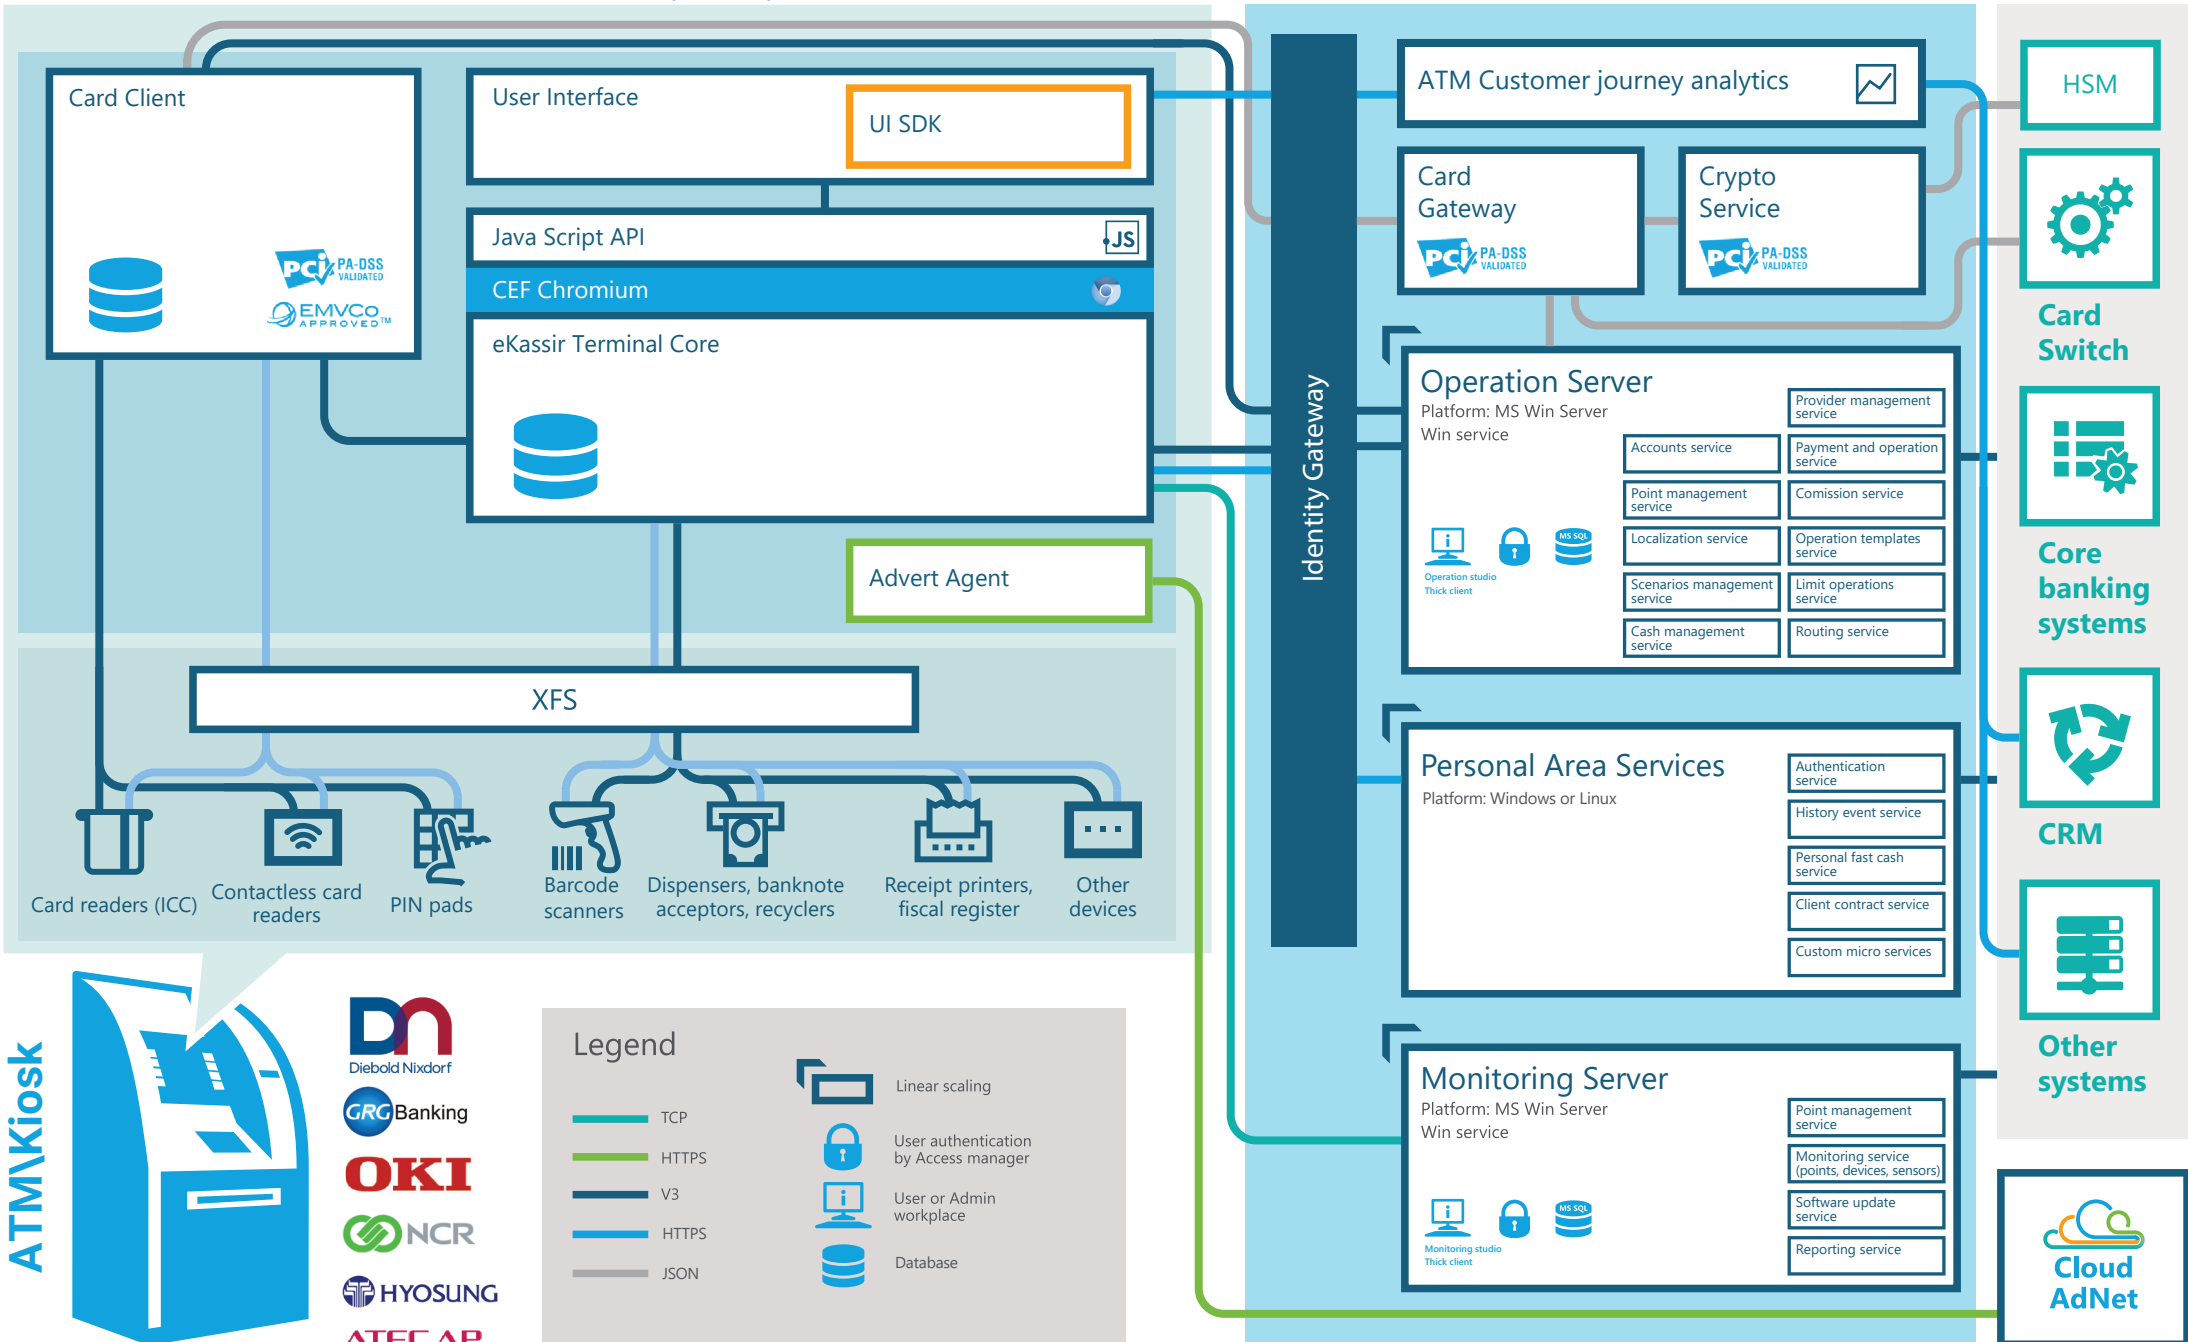 Card Client
PCI PA-DSS
VALIDATED
EMVCo
APPROVED™
User Interface
UI SDK
Java Script API
JS
CEF Chromium
eKassir Terminal Core
Advert Agent
XFS
Card readers (ICC)
Contactless card
readers
PIN pads
Barcode
scanners
Dispensers, banknote
acceptors, recyclers
Receipt printers,
fiscal register
Other
devices
Identity Gateway
ATM Customer journey analytics
Card
Gateway
PCI PA-DSS
VALIDATED
Crypto
Service
PCI PA-DSS
VALIDATED
Operation Server
Platform: MS Win Server
Win service
MS SQL
Operation studio
Thick client
Provider management
service
Accounts service
Payment and operation
service
Point management
service
Comission service
Localization service
Operation templates
service
Scenarios management
service
Limit operations
service
Cash management
service
Routing service
Personal Area Services
Platform: Windows or Linux
Authentication
service
History event service
Personal fast cash
service
Client contract service
Custom micro services
Monitoring Server
Platform: MS Win Server
Win service
MS SQL
Monitoring studio
Thick client
Point management
service
Monitoring service
(points, devices, sensors)
Software update
service
Reporting service
HSM
Card
Switch
Core
banking
systems
CRM
Other
systems
Cloud
AdNet
ATM\Kiosk
DN
Diebold Nixdorf
GRG Banking
OKI
NCR
HYOSUNG
Legend
TCP
HTTPS
V3
HTTPS
JSON
Linear scaling
User authentication
by Access manager
User or Admin
workplace
Database